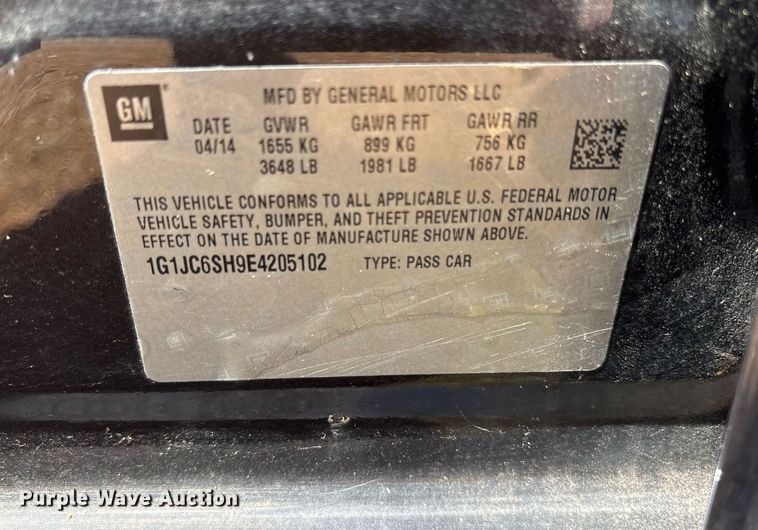 GM
MFD BY GENERAL MOTORS LLC
DATE GVWR GAWR FRT GAWR RR
04/14 1655 KG 899 KG 756 KG
3648 LB 1981 LB 1667 LB
THIS VEHICLE CONFORMS TO ALL APPLICABLE U.S. FEDERAL MOTOR
VEHICLE SAFETY, BUMPER, AND THEFT PREVENTION STANDARDS IN
EFFECT ON THE DATE OF MANUFACTURE SHOWN ABOVE.
1G1JC6SH9E4205102 TYPE: PASS CAR
Purple Wave Auction